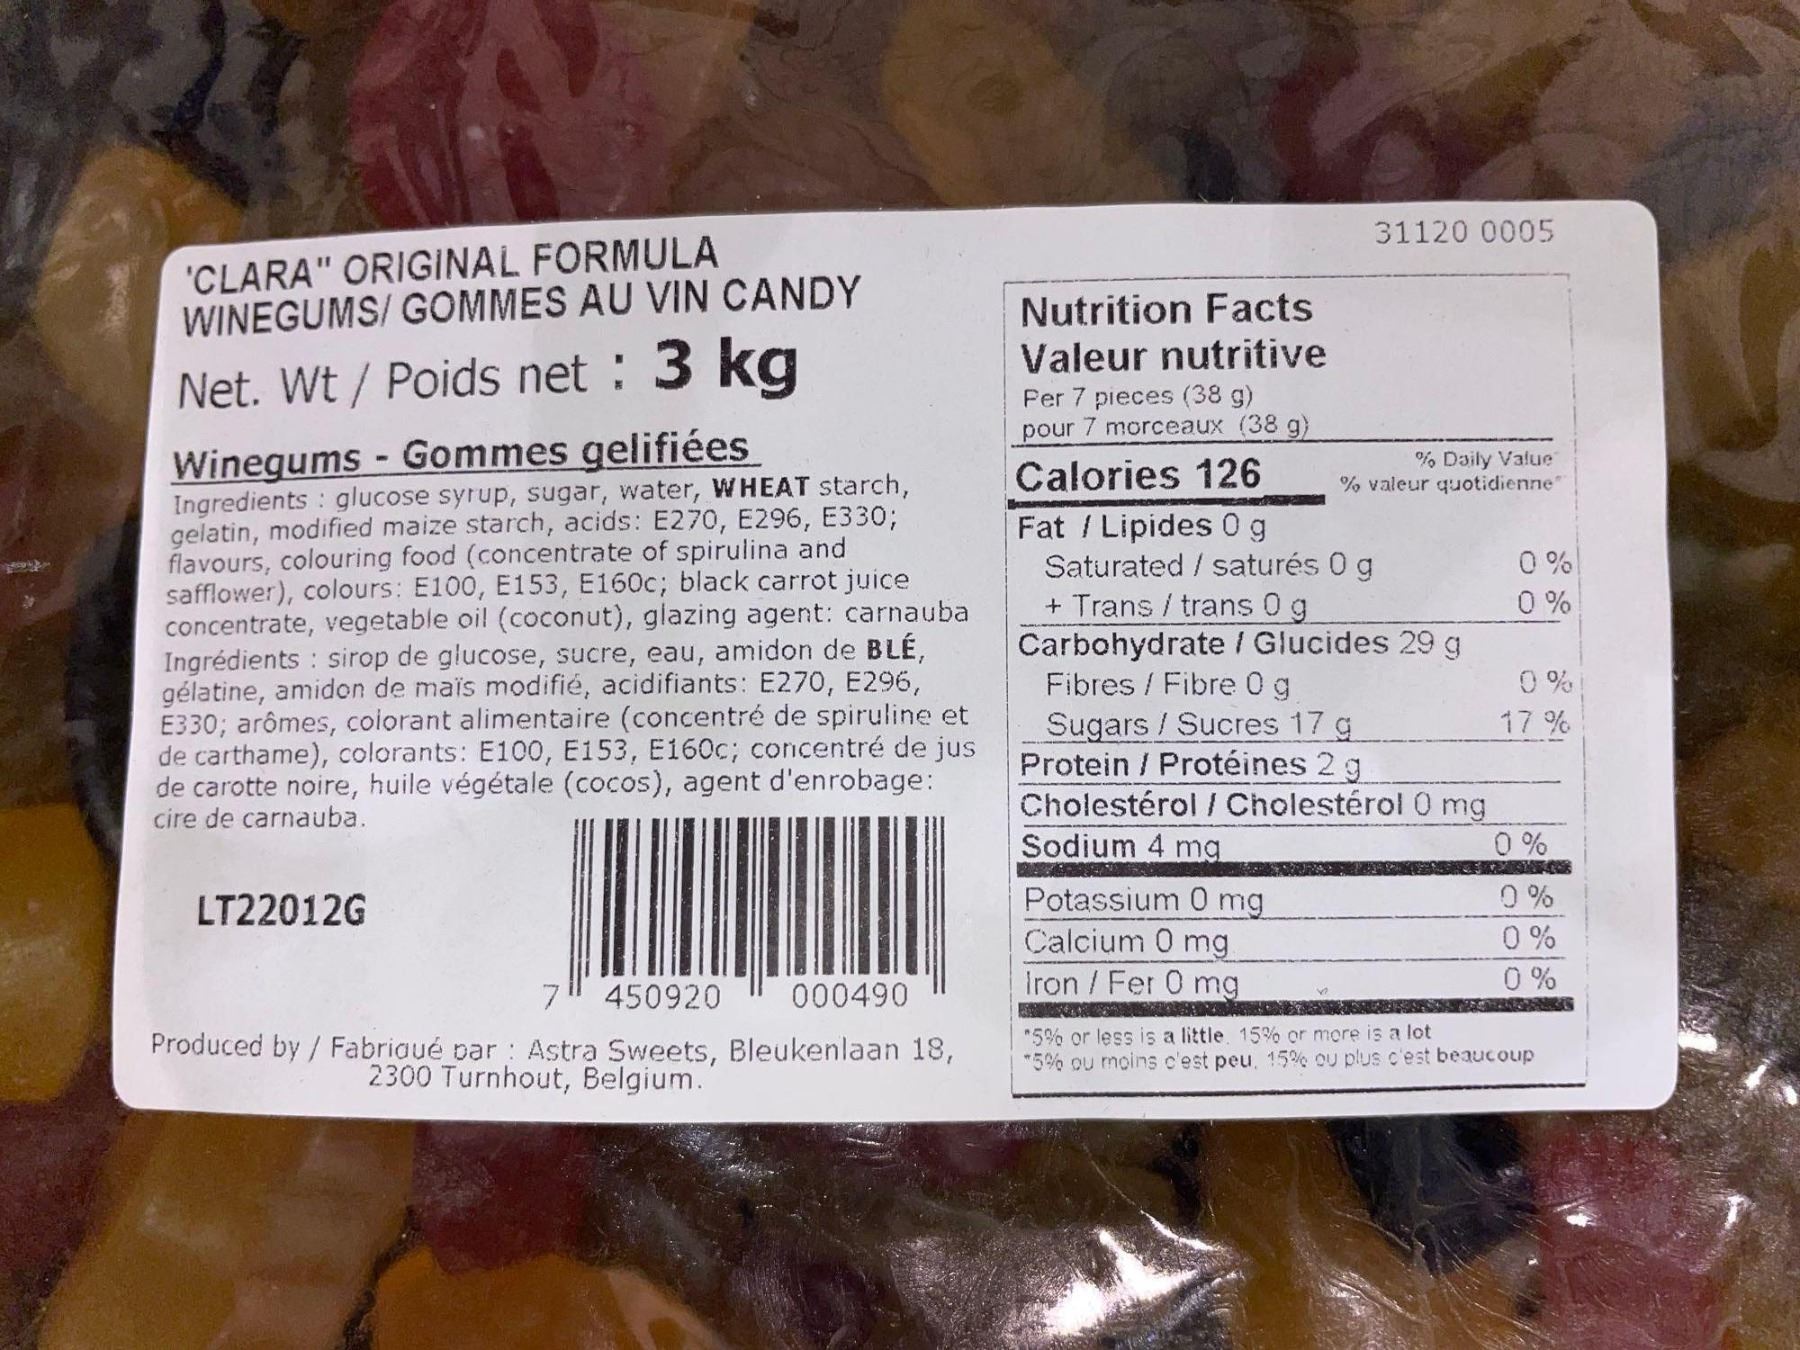 'CLARA" ORIGINAL FORMULA
WINEGUMS/ GOMMES AU VIN CANDY
Net. Wt / Poids net : 3 kg
Winegums - Gommes gelifiées
Ingredients : glucose syrup, sugar, water, WHEAT starch,
gelatin, modified maize starch, acids: E270, E296, E330;
flavours, colouring food (concentrate of spirulina and
safflower), colours: E100, E153, E160c; black carrot juice
concentrate, vegetable oil (coconut), glazing agent: carnauba
Ingrédients : sirop de glucose, sucre, eau, amidon de BLÉ,
gélatine, amidon de maïs modifié, acidifiants: E270, E296,
E330; arômes, colorant alimentaire (concentré de spiruline et
de carthame), colorants: E100, E153, E160c; concentré de jus
de carotte noire, huile végétale (cocos), agent d'enrobage:
cire de carnauba.
LT22012G
7 450920 000490
Produced by / Fabriqué par : Astra Sweets, Bleukenlaan 18,
2300 Turnhout, Belgium.
31120 0005
Nutrition Facts
Valeur nutritive
Per 7 pieces (38 g)
pour 7 morceaux (38 g)
Calories 126
% Daily Value*
% valeur quotidienne*
Fat / Lipides 0 g
Saturated / saturés 0 g 0 %
+ Trans / trans 0 g 0 %
Carbohydrate / Glucides 29 g
Fibres / Fibre 0 g 0 %
Sugars / Sucres 17 g 17 %
Protein / Protéines 2 g
Cholestérol / Cholestérol 0 mg
Sodium 4 mg 0 %
Potassium 0 mg 0 %
Calcium 0 mg 0 %
Iron / Fer 0 mg 0 %
*5% or less is a little, 15% or more is a lot
*5% ou moins c'est peu, 15% ou plus c'est beaucoup